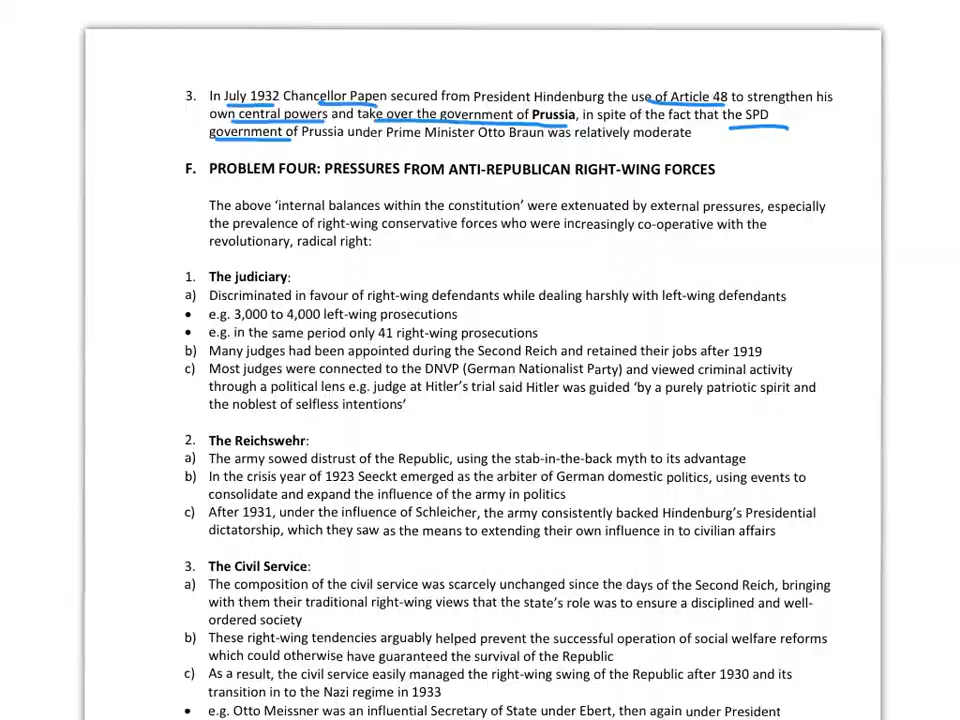 3. In July 1932 Chancellor Papen secured from President Hindenburg the use of Article 48 to strengthen his
own central powers and take over the government of Prussia, in spite of the fact that the SPD
government of Prussia under Prime Minister Otto Braun was relatively moderate
F. PROBLEM FOUR: PRESSURES FROM ANTI-REPUBLICAN RIGHT-WING FORCES
The above ‘internal balances within the constitution’ were extenuated by external pressures, especially
the prevalence of right-wing conservative forces who were increasingly co-operative with the
revolutionary, radical right:
1. The judiciary:
a) Discriminated in favour of right-wing defendants while dealing harshly with left-wing defendants
• e.g. 3,000 to 4,000 left-wing prosecutions
• e.g. in the same period only 41 right-wing prosecutions
b) Many judges had been appointed during the Second Reich and retained their jobs after 1919
c) Most judges were connected to the DNVP (German Nationalist Party) and viewed criminal activity
through a political lens e.g. judge at Hitler’s trial said Hitler was guided ‘by a purely patriotic spirit and
the noblest of selfless intentions’
2. The Reichswehr:
a) The army sowed distrust of the Republic, using the stab-in-the-back myth to its advantage
b) In the crisis year of 1923 Seeckt emerged as the arbiter of German domestic politics, using events to
consolidate and expand the influence of the army in politics
c) After 1931, under the influence of Schleicher, the army consistently backed Hindenburg’s Presidential
dictatorship, which they saw as the means to extending their own influence in to civilian affairs
3. The Civil Service:
a) The composition of the civil service was scarcely unchanged since the days of the Second Reich, bringing
with them their traditional right-wing views that the state’s role was to ensure a disciplined and well-
ordered society
b) These right-wing tendencies arguably helped prevent the successful operation of social welfare reforms
which could otherwise have guaranteed the survival of the Republic
c) As a result, the civil service easily managed the right-wing swing of the Republic after 1930 and its
transition in to the Nazi regime in 1933
• e.g. Otto Meissner was an influential Secretary of State under Ebert, then again under President